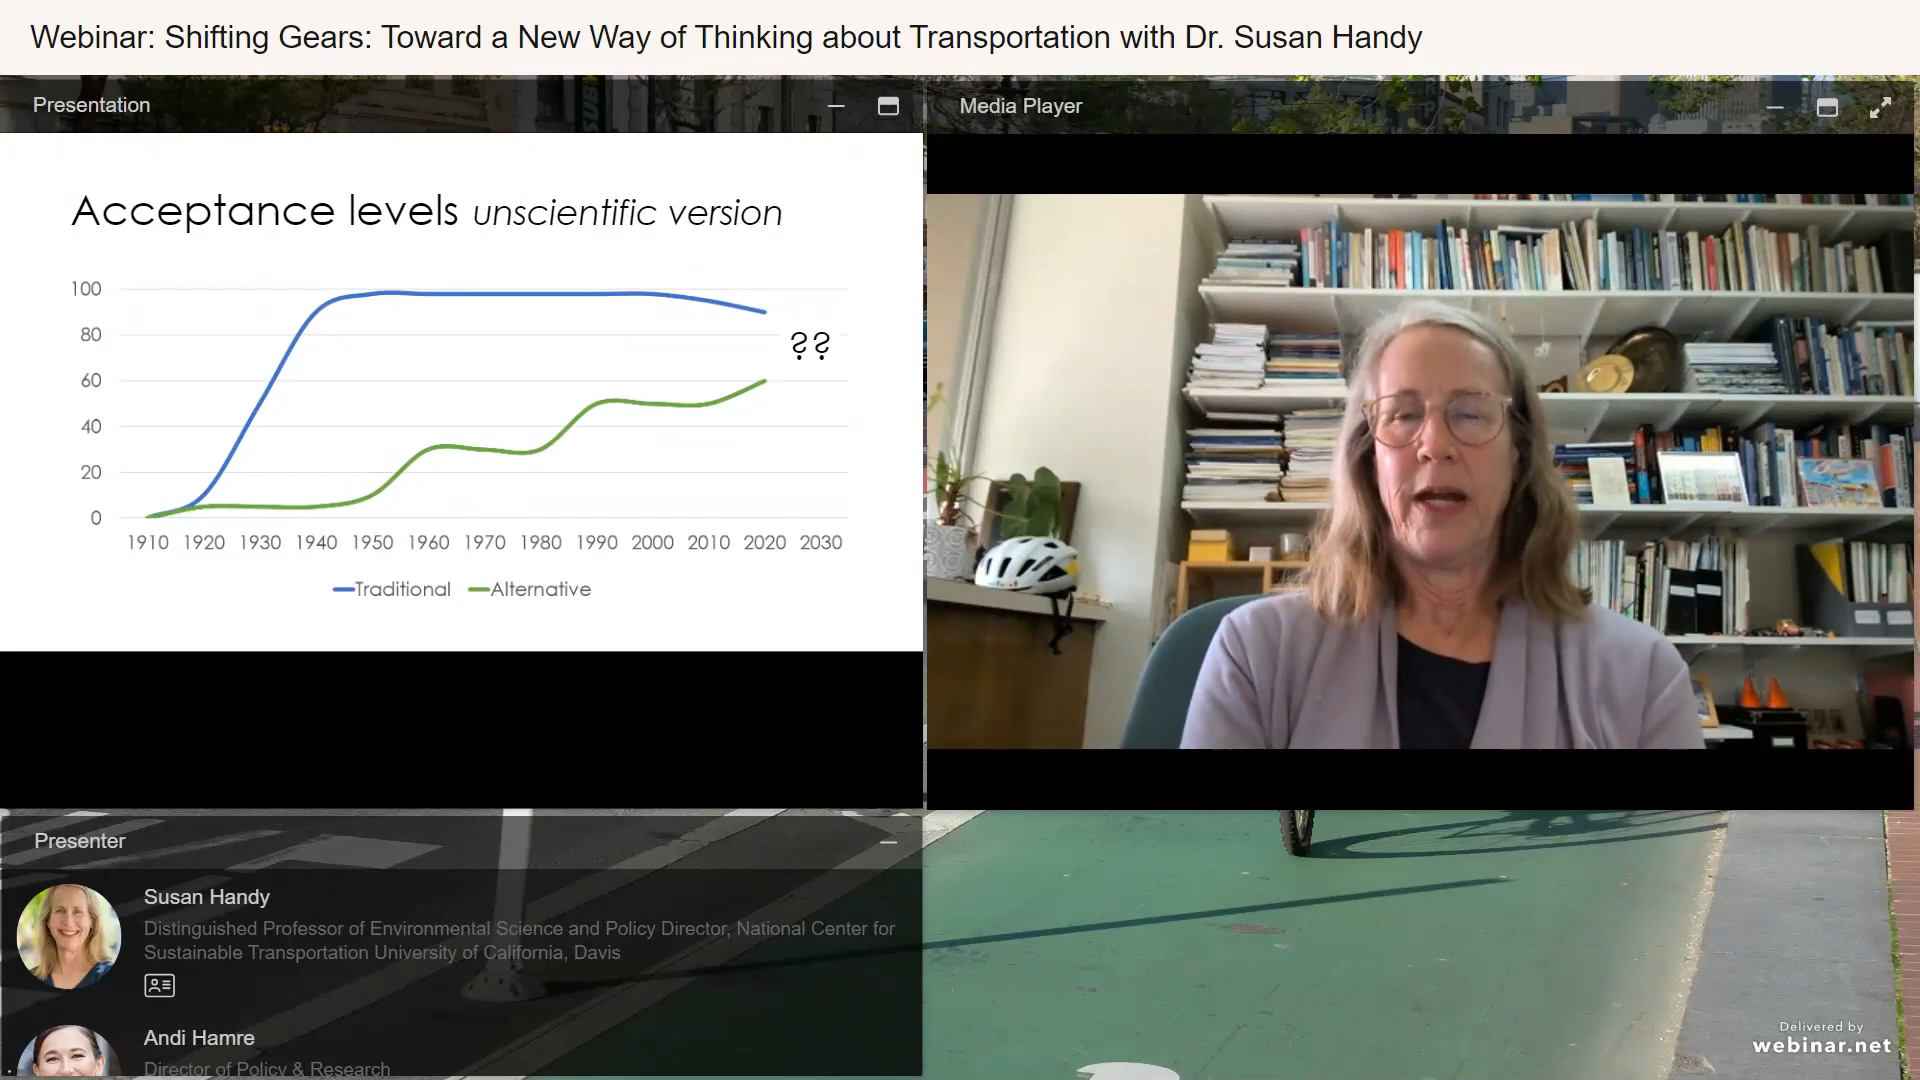 Webinar: Shifting Gears: Toward a New Way of Thinking about Transportation with Dr. Susan Handy
Presentation
Media Player
Acceptance levels unscientific version
100
80
60
40
20
0
??
1910 1920 1930 1940 1950 1960 1970 1980 1990 2000 2010 2020 2030
Traditional Alternative
Presenter
Susan Handy
Distinguished Professor of Environmental Science and Policy Director, National Center for
Sustainable Transportation University of California, Davis
Andi Hamre
Director of Policy & Research
Delivered by
webinar.net